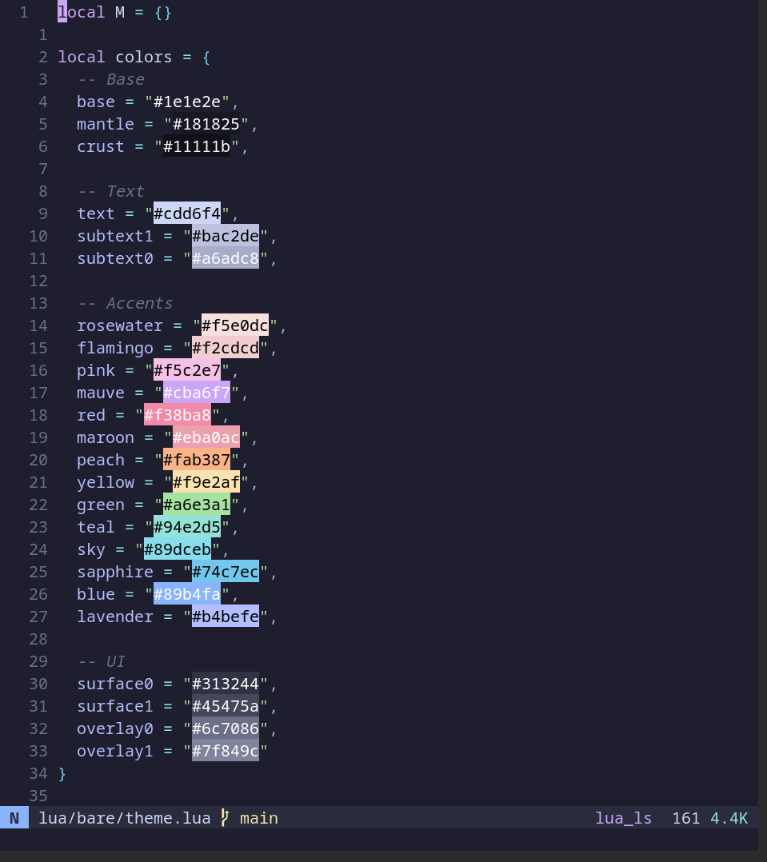 1 local M = {}
1
2 local colors = {
3 -- Base
4 base = "#1e1e2e",
5 mantle = "#181825",
6 crust = "#11111b",
7
8 -- Text
9 text = "#cdd6f4",
10 subtext1 = "#bac2de",
11 subtext0 = "#a6adc8",
12
13 -- Accents
14 rosewater = "#f5e0dc",
15 flamingo = "#f2cdcd",
16 pink = "#f5c2e7",
17 mauve = "#cba6f7",
18 red = "#f38ba8",
19 maroon = "#eba0ac",
20 peach = "#fab387",
21 yellow = "#f9e2af",
22 green = "#a6e3a1",
23 teal = "#94e2d5",
24 sky = "#89dceb",
25 sapphire = "#74c7ec",
26 blue = "#89b4fa",
27 lavender = "#b4befe",
28
29 -- UI
30 surface0 = "#313244",
31 surface1 = "#45475a",
32 overlay0 = "#6c7086",
33 overlay1 = "#7f849c"
34 }
35
N lua/bare/theme.lua main lua_ls 161 4.4K